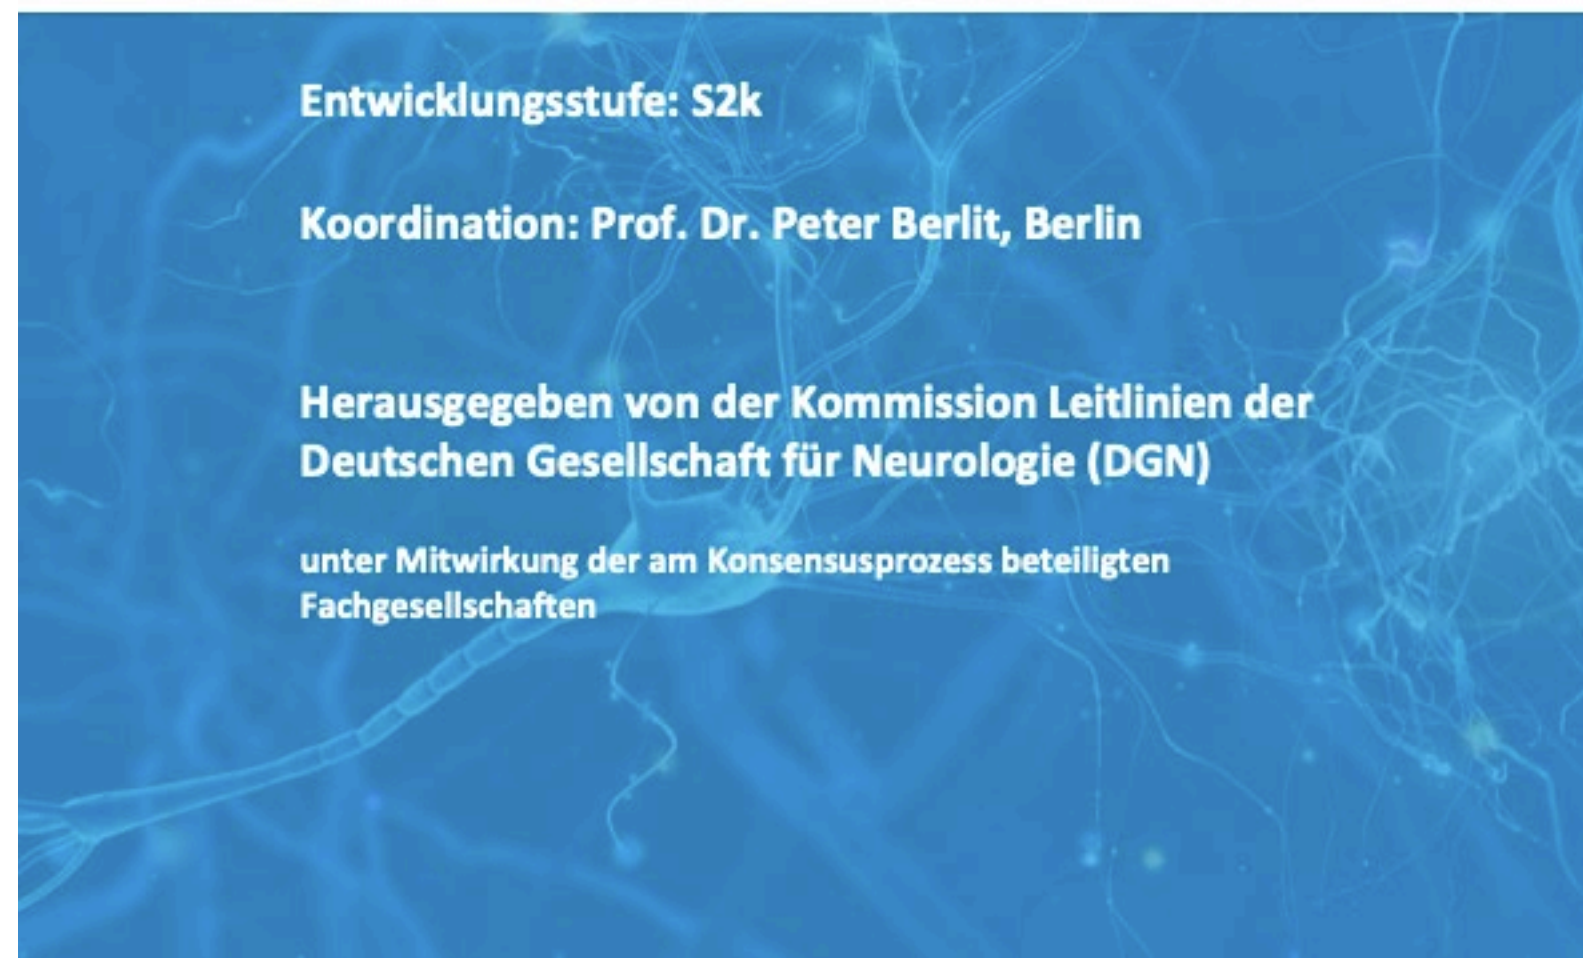 Entwicklungsstufe: S2k
Koordination: Prof. Dr. Peter Berlit, Berlin
Herausgegeben von der Kommission Leitlinien der
Deutschen Gesellschaft für Neurologie (DGN)
unter Mitwirkung der am Konsensusprozess beteiligten
Fachgesellschaften